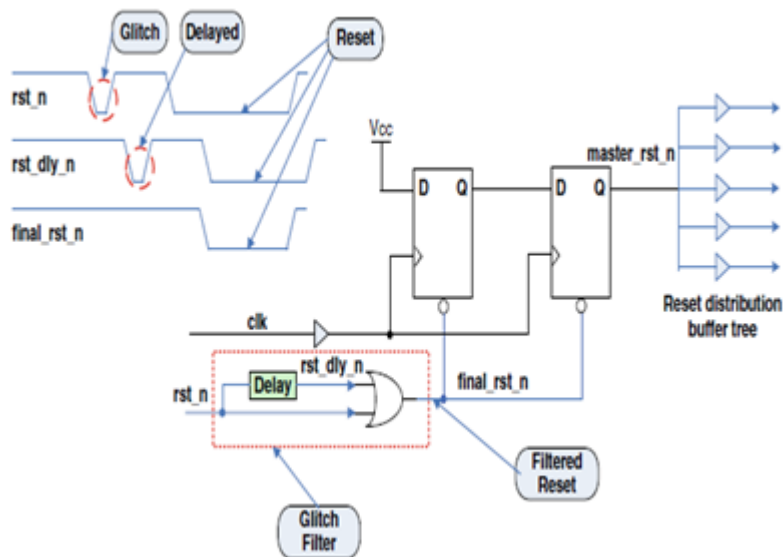 Glitch
Delayed
Reset
rst_n
rst_dly_n
final_rst_n
Vcc
D Q
D Q
master_rst_n
Reset distribution
buffer tree
clk
rst_dly_n
rst_n
Delay
final_rst_n
Filtered
Reset
Glitch
Filter